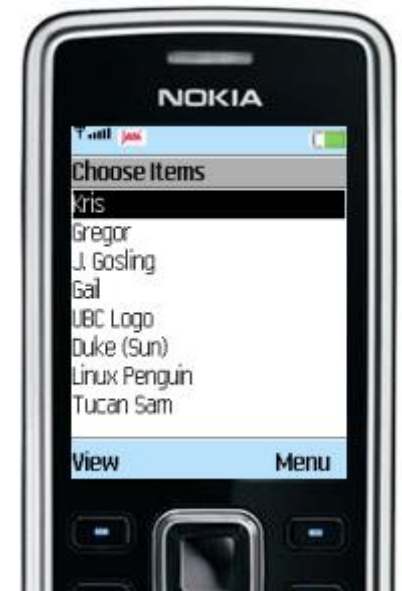 NOKIA
Choose Items
Kris
Gregor
J. Gosling
Gail
UBC Logo
Duke (Sun)
Linux Penguin
Tucan Sam
View Menu